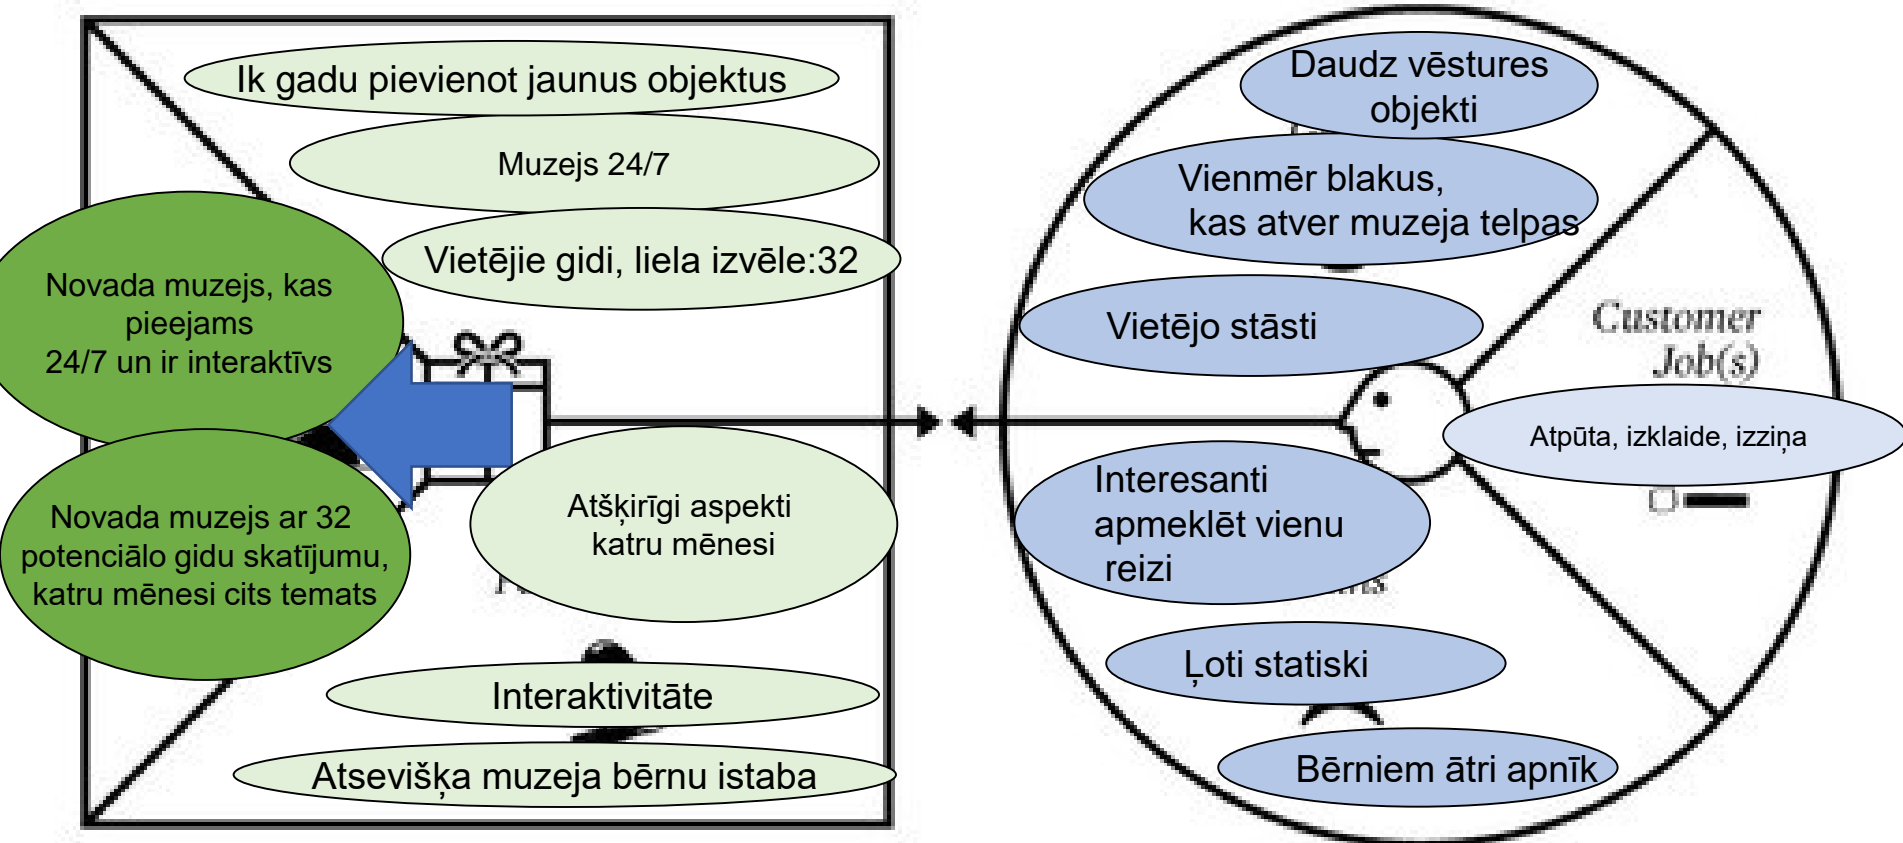 Ik gadu pievienot jaunus objektus
Muzejs 24/7
Vietējie gidi, liela izvēle:32
Novada muzejs, kas
pieejams
24/7 un ir interaktīvs
Novada muzejs ar 32
potenciālo gidu skatījumu,
katru mēnesi cits temats
Atšķirīgi aspekti
katru mēnesi
Interaktivitāte
Atsevišķa muzeja bērnu istaba
Daudz vēstures
objekti
Vienmēr blakus,
kas atver muzeja telpas
Vietējo stāsti
Customer
Job(s)
Atpūta, izklaide, izziņa
Interesanti
apmeklēt vienu
reizi
Ļoti statiski
Bērniem ātri apnīk